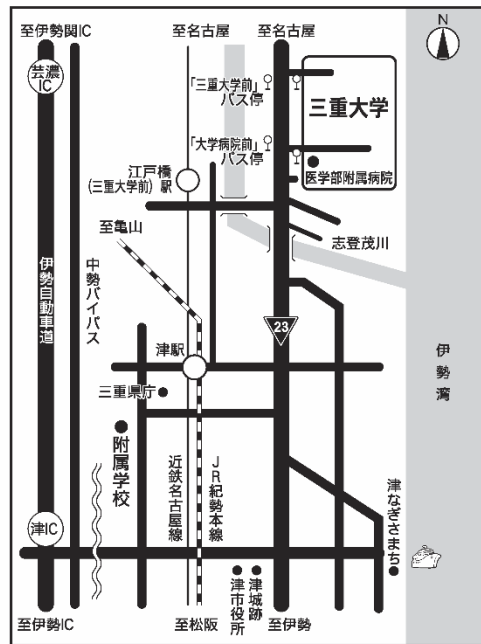 至伊勢関IC
至名古屋
至名古屋
N
芸濃
IC
「三重大学前」
バス停
三重大学
「大学病院前」
バス停
医学部附属病院
江戸橋
(三重大学前)駅
志登茂川
至亀山
伊勢自動車道
中勢バイパス
23
伊勢湾
津駅
三重県庁
附属学校
近鉄名古屋線
JR紀勢本線
津なぎさまち
津IC
津市役所
津城跡
至伊勢IC
至松阪
至伊勢